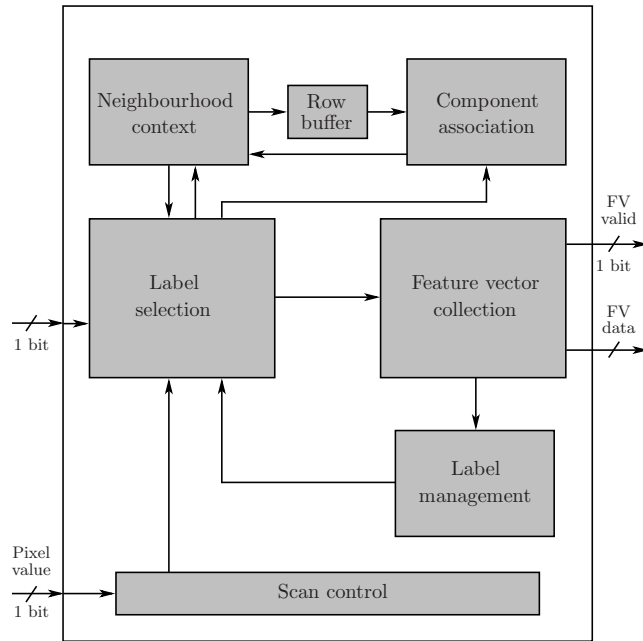 Neighbourhood
context
Row
buffer
Component
association
Label
selection
Feature vector
collection
FV
valid
1 bit
FV
data
1 bit
Label
management
Pixel
value
1 bit
Scan control